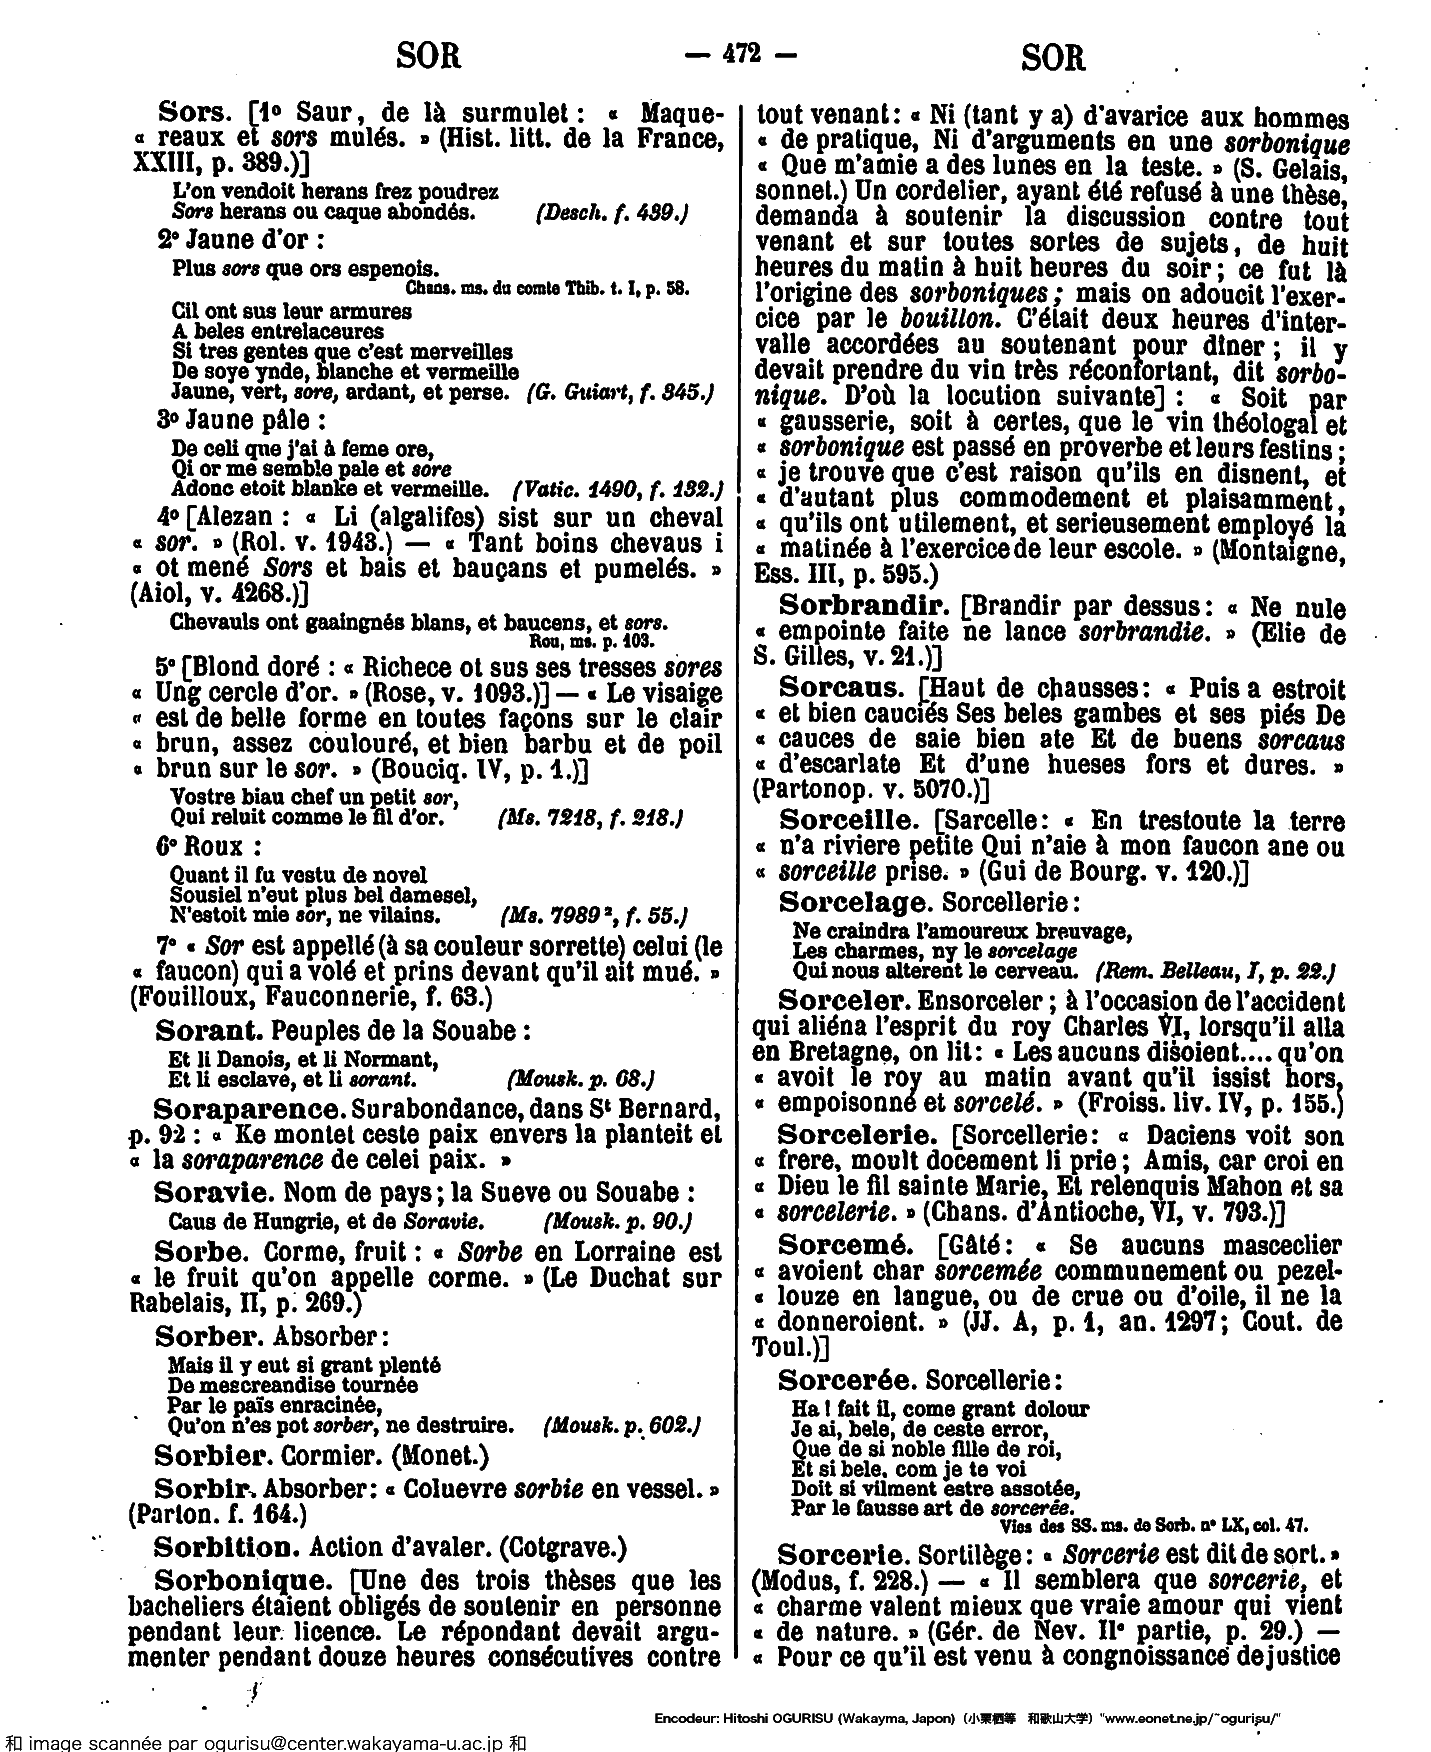 SOR
— 472 —
SOR
Sors. [1º Saur, de là surmulet : « Maque-
« reaux et sors mulés. » (Hist. litt. de la France,
XXIII, p. 389.)]
L'on vendoit herans frez poudrez
Sors herans ou caque abondés. (Desch. f. 439.)
2º Jaune d'or :
Plus sors que ors espenois.
Chans. ms. du comte Thib. t. I, p. 58.
Cil ont sus leur armures
A beles entrelaceures
Si tres gentes que c'est merveilles
De soye ynde, blanche et vermeille
Jaune, vert, sore, ardant, et perse. (G. Guiart, f. 345.)
3º Jaune pâle :
De celi que j'ai à feme ore,
Qi or me semble pale et sore
Adonc etoit blanke et vermeille. (Vatic. 1490, f. 132.)
4º [Alezan : « Li (algalifos) sist sur un cheval
« sor. » (Rol. v. 1943.) — « Tant boins chevaus i
« ot mené Sors et bais et bauçans et pumelés. »
(Aiol, v. 4268.)]
Chevauls ont gaaingnés blans, et baucens, et sors.
Rou, ms. p. 103.
5º [Blond doré : « Richece ot sus ses tresses sores
« Ung cercle d'or. » (Rose, v. 1093.)] — « Le visaige
« est de belle forme en toutes façons sur le clair
« brun, assez coulouré, et bien barbu et de poil
« brun sur le sor. » (Bouciq. IV, p. 1.)]
Vostre biau chef un petit sor,
Qui reluit comme le fil d'or. (Ms. 7218, f. 218.)
6º Roux :
Quant il fu vestu de novel
Sousiel n'eut plus bel damesel,
N'estoit mie sor, ne vilains. (Ms. 7989², f. 55.)
7º « Sor est appellé (à sa couleur sorrette) celui (le
« faucon) qui a volé et prins devant qu'il ait mué. »
(Fouilloux, Fauconnerie, f. 63.)
Sorant. Peuples de la Souabe :
Et li Danois, et li Normant,
Et li esclave, et li sorant. (Mousk. p. 68.)
Soraparence. Surabondance, dans Sᵗ Bernard,
p. 92 : « Ke montet ceste paix envers la planteit et
« la soraparence de celei paix. »
Soravie. Nom de pays ; la Sueve ou Souabe :
Caus de Hungrie, et de Soravie. (Mousk. p. 90.)
Sorbe. Corme, fruit : « Sorbe en Lorraine est
« le fruit qu'on appelle corme. » (Le Duchat sur
Rabelais, II, p. 269.)
Sorber. Absorber :
Mais il y eut si grant plenté
De mescreandise tournée
Par le païs enracinée,
Qu'on n'es pot sorber, ne destruire. (Mousk. p. 602.)
Sorbier. Cormier. (Monet.)
Sorbir. Absorber : « Coluevre sorbie en vessel. »
(Parton. f. 164.)
Sorbition. Action d'avaler. (Cotgrave.)
Sorbonique. [Une des trois thèses que les
bacheliers étaient obligés de soutenir en personne
pendant leur licence. Le répondant devait argu-
menter pendant douze heures consécutives contre
tout venant : « Ni (tant y a) d'avarice aux hommes
« de pratique, Ni d'arguments en une sorbonique
« Que m'amie a des lunes en la teste. » (S. Gelais,
sonnet.) Un cordelier, ayant été refusé à une thèse,
demanda à soutenir la discussion contre tout
venant et sur toutes sortes de sujets, de huit
heures du matin à huit heures du soir ; ce fut là
l'origine des sorboniques ; mais on adoucit l'exer-
cice par le bouillon. C'était deux heures d'inter-
valle accordées au soutenant pour dîner ; il y
devait prendre du vin très réconfortant, dit sorbo-
nique. D'où la locution suivante] : « Soit par
« gausserie, soit à certes, que le vin théologal et
« sorbonique est passé en proverbe et leurs festins ;
« je trouve que c'est raison qu'ils en disnent, et
« d'autant plus commodement et plaisamment,
« qu'ils ont utilement, et serieusement employé la
« matinée à l'exercice de leur escole. » (Montaigne,
Ess. III, p. 595.)
Sorbrandir. [Brandir par dessus : « Ne nule
« empointe faite ne lance sorbrandie. » (Elie de
S. Gilles, v. 21.)]
Sorcaus. [Haut de chausses : « Puis a estroit
« et bien cauciés Ses beles gambes et ses piés De
« cauces de saie bien ate Et de buens sorcaus
« d'escarlate Et d'une hueses fors et dures. »
(Partonop. v. 5070.)]
Sorceille. [Sarcelle : « En trestoute la terre
« n'a riviere petite Qui n'aie à mon faucon ane ou
« sorceille prise. » (Gui de Bourg. v. 120.)]
Sorcelage. Sorcellerie :
Ne craindra l'amoureux breuvage,
Les charmes, ny le sorcelage
Qui nous alterent le cerveau. (Rem. Belleau, I, p. 22.)
Sorceler. Ensorceler ; à l'occasion de l'accident
qui aliéna l'esprit du roy Charles VI, lorsqu'il alla
en Bretagne, on lit : « Les aucuns disoient.... qu'on
« avoit le roy au matin avant qu'il issist hors,
« empoisonné et sorcelé. » (Froiss. liv. IV, p. 155.)
Sorcelerie. [Sorcellerie : « Daciens voit son
« frere, moult docement li prie ; Amis, car croi en
« Dieu le fil sainte Marie, Et relenquis Mahon et sa
« sorcelerie. » (Chans. d'Antioche, VI, v. 793.)]
Sorcemé. [Gâté : « Se aucuns masceclier
« avoient char sorcemée communement ou pezel-
« louze en langue, ou de crue ou d'oile, il ne la
« donneroient. » (JJ. A, p. 1, an. 1297 ; Cout. de
Toul.)]
Sorcerée. Sorcellerie :
Ha ! fait il, come grant dolour
Je ai, bele, de ceste error,
Que de si noble fille de roi,
Et si bele, com je te voi
Doit si vilment estre assotée,
Par le fausse art de sorcerée.
Vies des SS. ms. de Sorb. nº LX, col. 47.
Sorcerie. Sortilège : « Sorcerie est dit de sort. »
(Modus, f. 228.) — « Il semblera que sorcerie, et
« charme valent mieux que vraie amour qui vient
« de nature. » (Gér. de Nev. IIᵉ partie, p. 29.) —
« Pour ce qu'il est venu à congnoissance de justice
Encodeur: Hitoshi OGURISU (Wakayma, Japon) (小栗栖等 和歌山大学) "www.eonet.ne.jp/~ogurisu/"
和 image scannée par ogurisu@center.wakayama-u.ac.jp 和